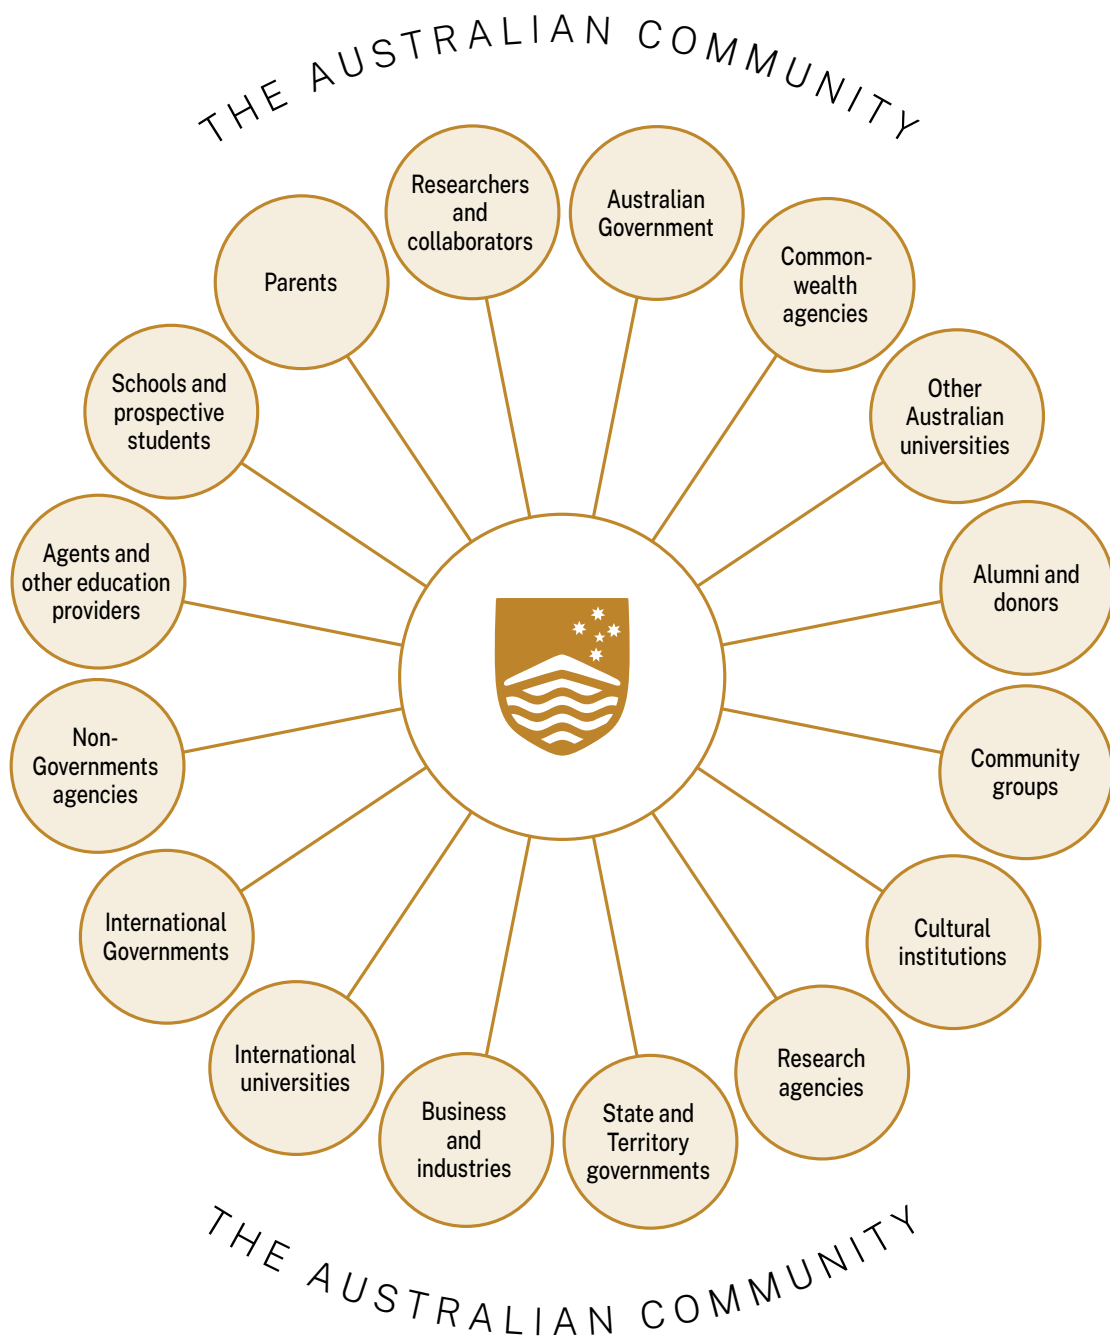 THE AUSTRALIAN COMMUNITY
Researchers
and
collaborators
Australian
Government
Common-
wealth
agencies
Other
Australian
universities
Alumni and
donors
Community
groups
Cultural
institutions
Research
agencies
State and
Territory
governments
Business
and
industries
International
universities
International
Governments
Non-
Governments
agencies
Agents and
other education
providers
Schools and
prospective
students
Parents
THE AUSTRALIAN COMMUNITY